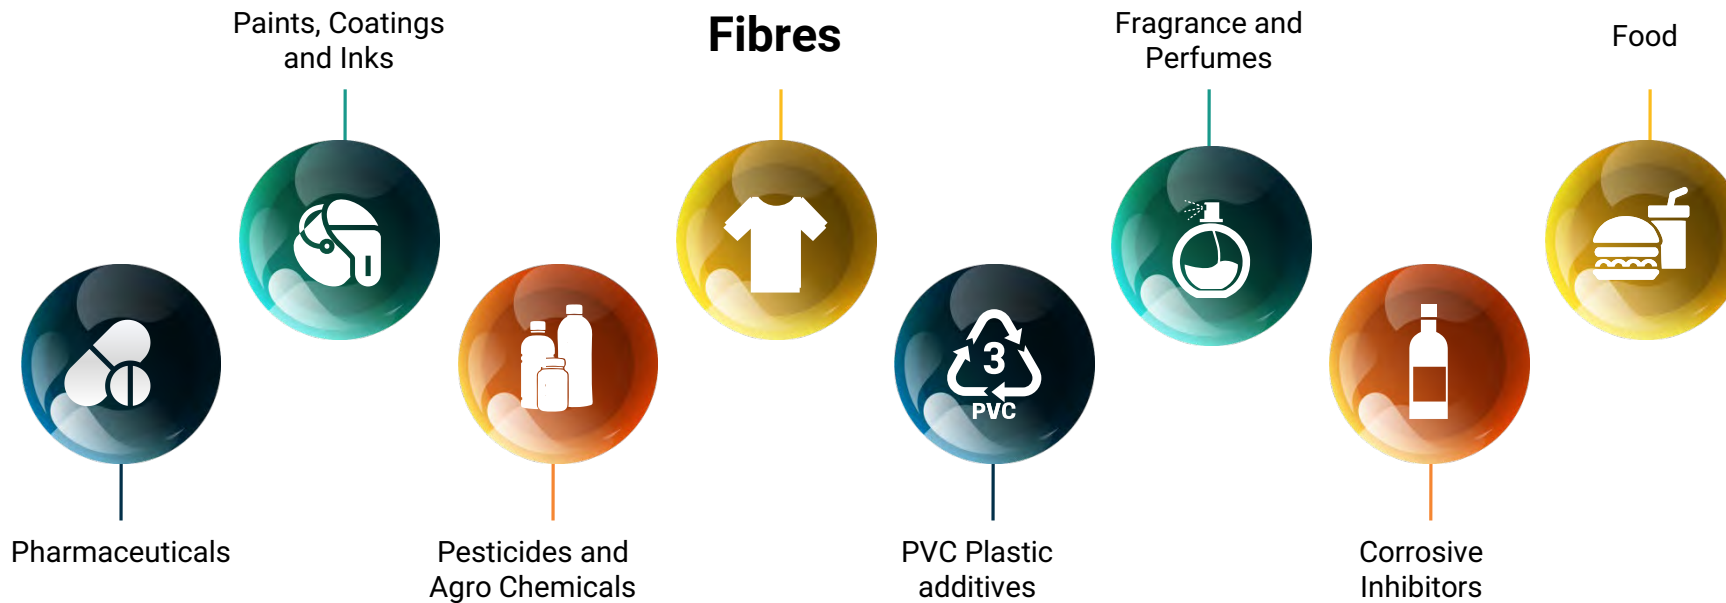 Paints, Coatings
and Inks
Fibres
Fragrance and
Perfumes
Food
3
PVC
Pharmaceuticals
Pesticides and
Agro Chemicals
PVC Plastic
additives
Corrosive
Inhibitors